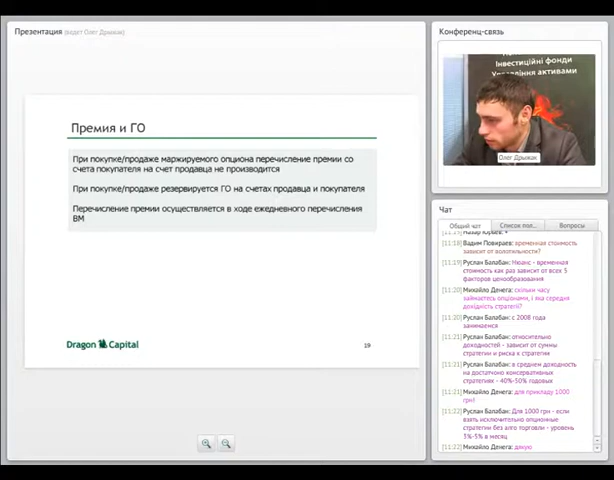 Презентация (ведет Олег Дрыжак)
Премия и ГО
При покупке/продаже маржируемого опциона перечисление премии со
счета покупателя на счет продавца не производится
При покупке/продаже резервируется ГО на счетах продавца и покупателя
Перечисление премии осуществляется в ходе ежедневного перечисления
ВМ
Dragon Capital
19
Конференц-связь
Інвестиційні фонди
Управління активами
Олег Дрыжак
Чат
Общий чат
Список пол...
Вопросы
[11:18] Вадим Повираев: временная стоимость
зависит от волотильности?
[11:19] Руслан Балабан: Нюанс - временная
стоимость как раз зависит от всех 5
факторов ценообразования
[11:20] Михайло Денега: скільки часу
займаєтесь опціонами, і яка середня
дохідність стратегії?
[11:20] Руслан Балабан: с 2008 года
занимаемся
[11:21] Руслан Балабан: относительно
доходностей - зависит от сумы
стратегии и риска к стратегии
[11:21] Руслан Балабан: в среднем доходность
на достаточно консервативных
стратегиях - 40%-50% годовых
[11:21] Михайло Денега: для прикладу 1000
грн!
[11:22] Руслан Балабан: Для 1000 грн - если
взять исключительно опционные
стратегии без алго торговли - уровень
3%-5% в месяц
[11:22] Михайло Денега: дякую